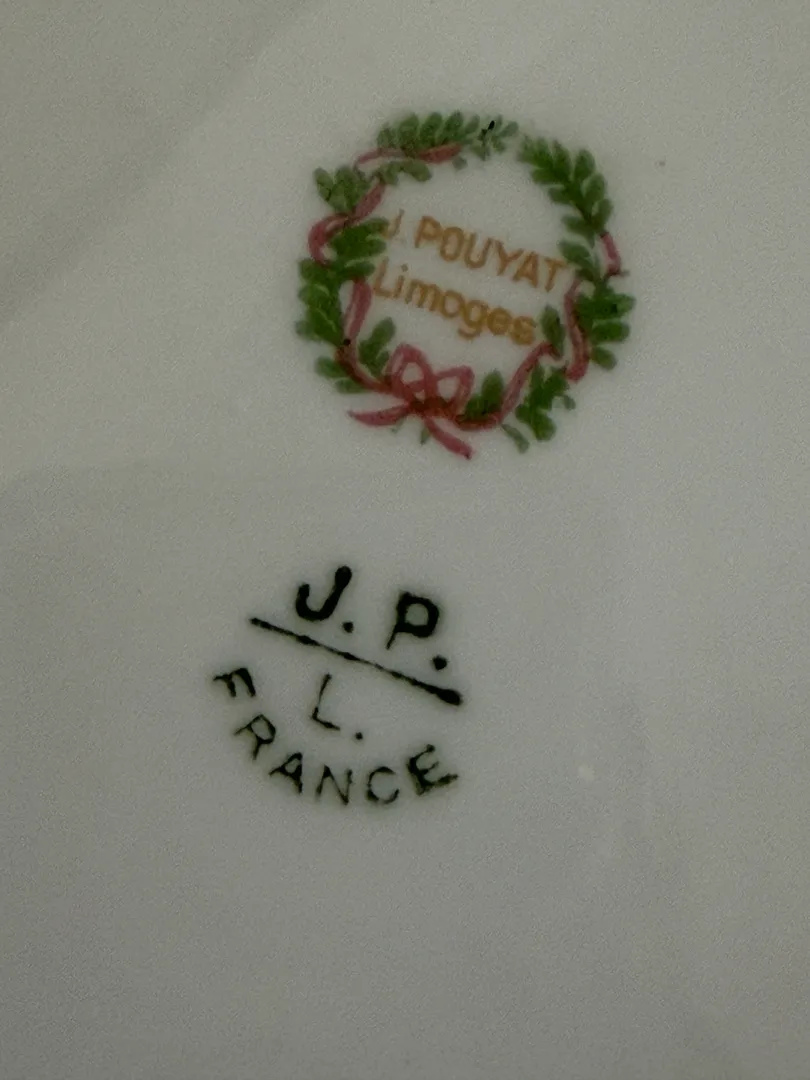 J. POUYAT
Limoges
J. P.
L.
FRANCE